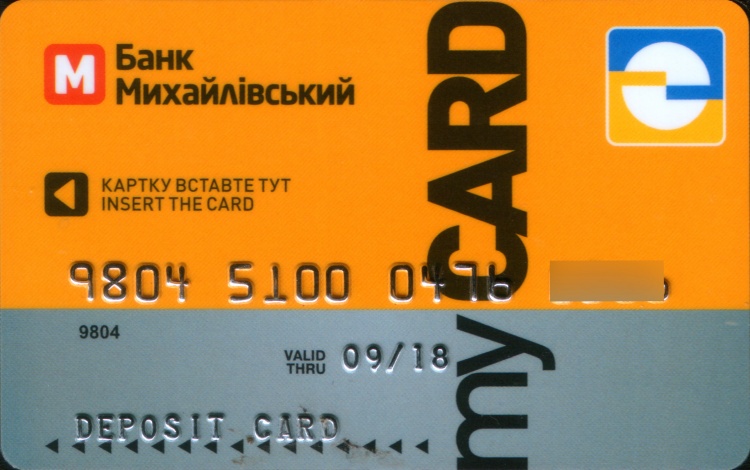 М
Банк
Михайлівський
КАРТКУ ВСТАВТЕ ТУТ
INSERT THE CARD
my CARD
9804 5100 0476
9804
VALID THRU 09/18
DEPOSIT CARD